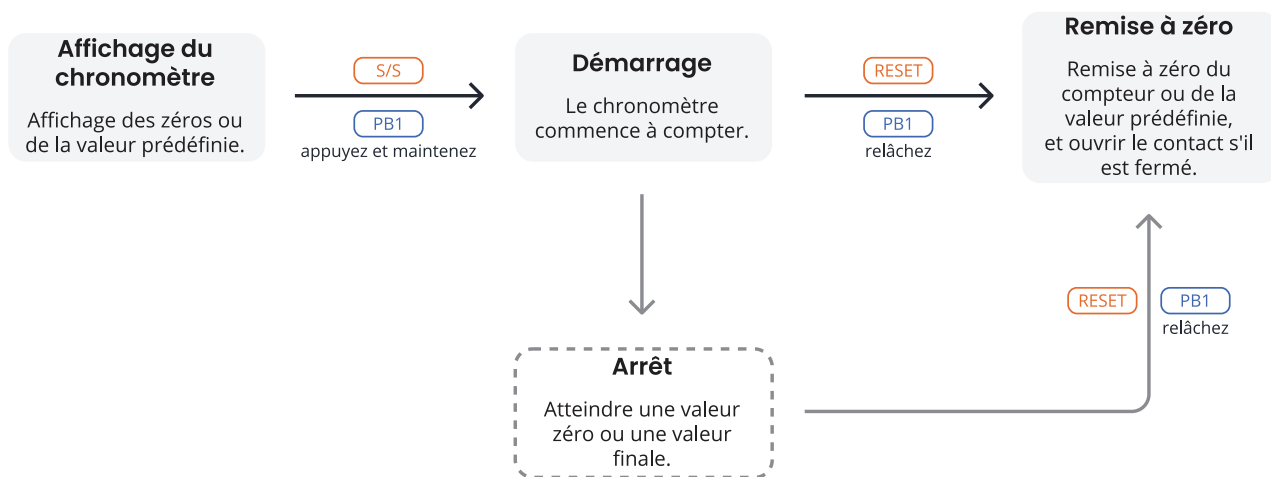 Affichage du
chronomètre
Affichage des zéros ou
de la valeur prédéfinie.
S/S
PB1
appuyez et maintenez
Démarrage
Le chronomètre
commence à compter.
RESET
PB1
relâchez
Remise à zéro
Remise à zéro du
compteur ou de la
valeur prédéfinie,
et ouvrir le contact s'il
est fermé.
RESET
PB1
relâchez
Arrêt
Atteindre une valeur
zéro ou une valeur
finale.